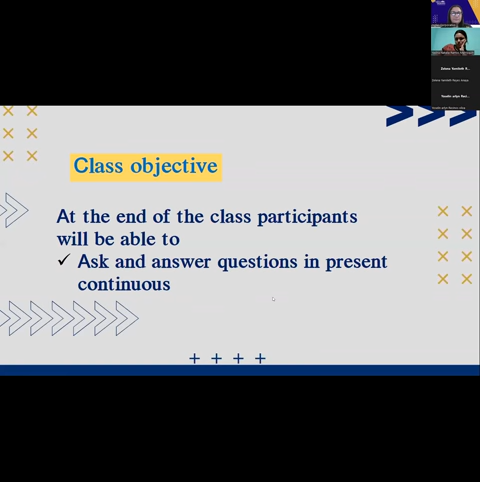 Class objective
At the end of the class participants
will be able to
✓ Ask and answer questions in present
continuous